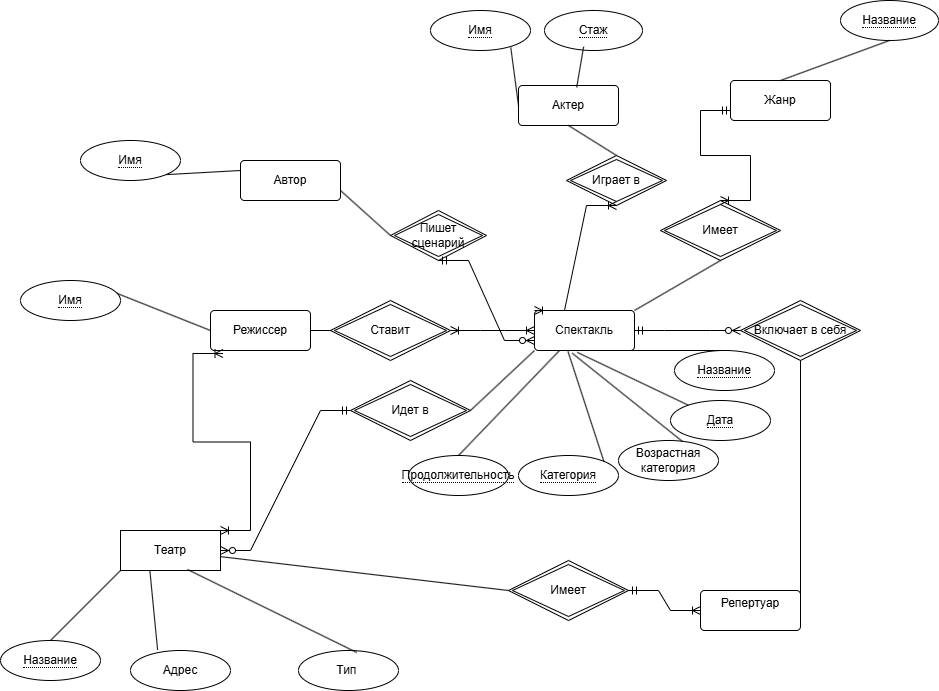 Название
Имя
Стаж
Жанр
Актер
Имя
Автор
Играет в
Пишет
сценарий
Имеет
Имя
Режиссер
Ставит
Спектакль
Включает в себя
Название
Идет в
Дата
Возрастная
категория
Продолжительность
Категория
Театр
Имеет
Репертуар
Название
Адрес
Тип